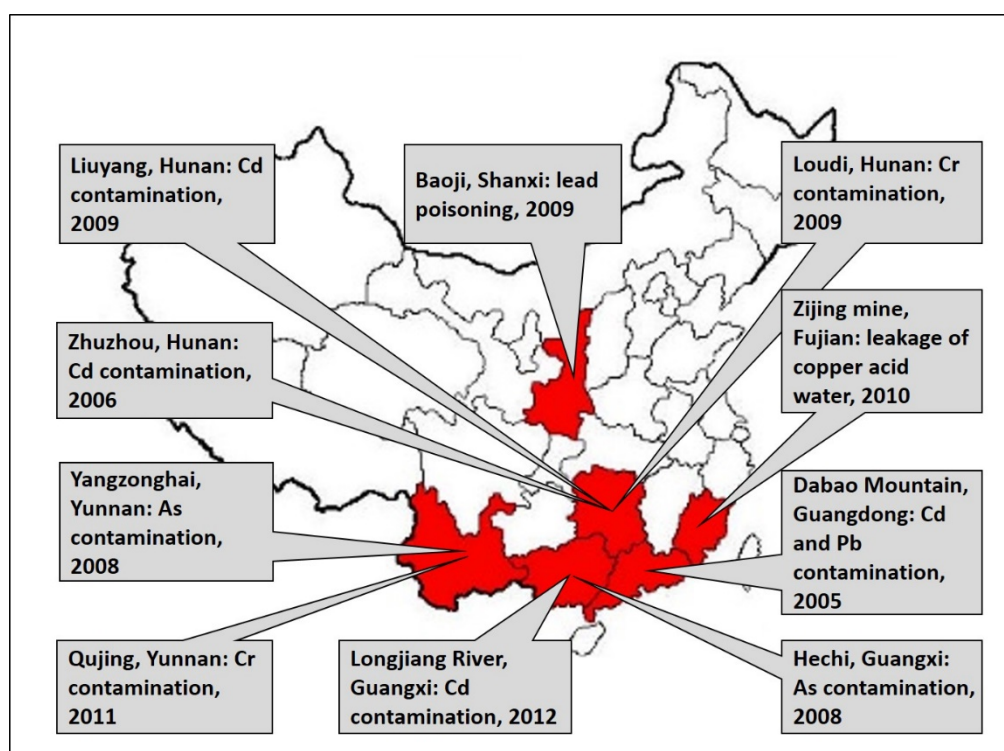 Liuyang, Hunan: Cd
contamination,
2009
Baoji, Shanxi: lead
poisoning, 2009
Loudi, Hunan: Cr
contamination,
2009
Zhuzhou, Hunan:
Cd contamination,
2006
Zijing mine,
Fujian: leakage of
copper acid
water, 2010
Yangzonghai,
Yunnan: As
contamination,
2008
Dabao Mountain,
Guangdong: Cd
and Pb
contamination,
2005
Qujing, Yunnan: Cr
contamination,
2011
Longjiang River,
Guangxi: Cd
contamination, 2012
Hechi, Guangxi:
As contamination,
2008